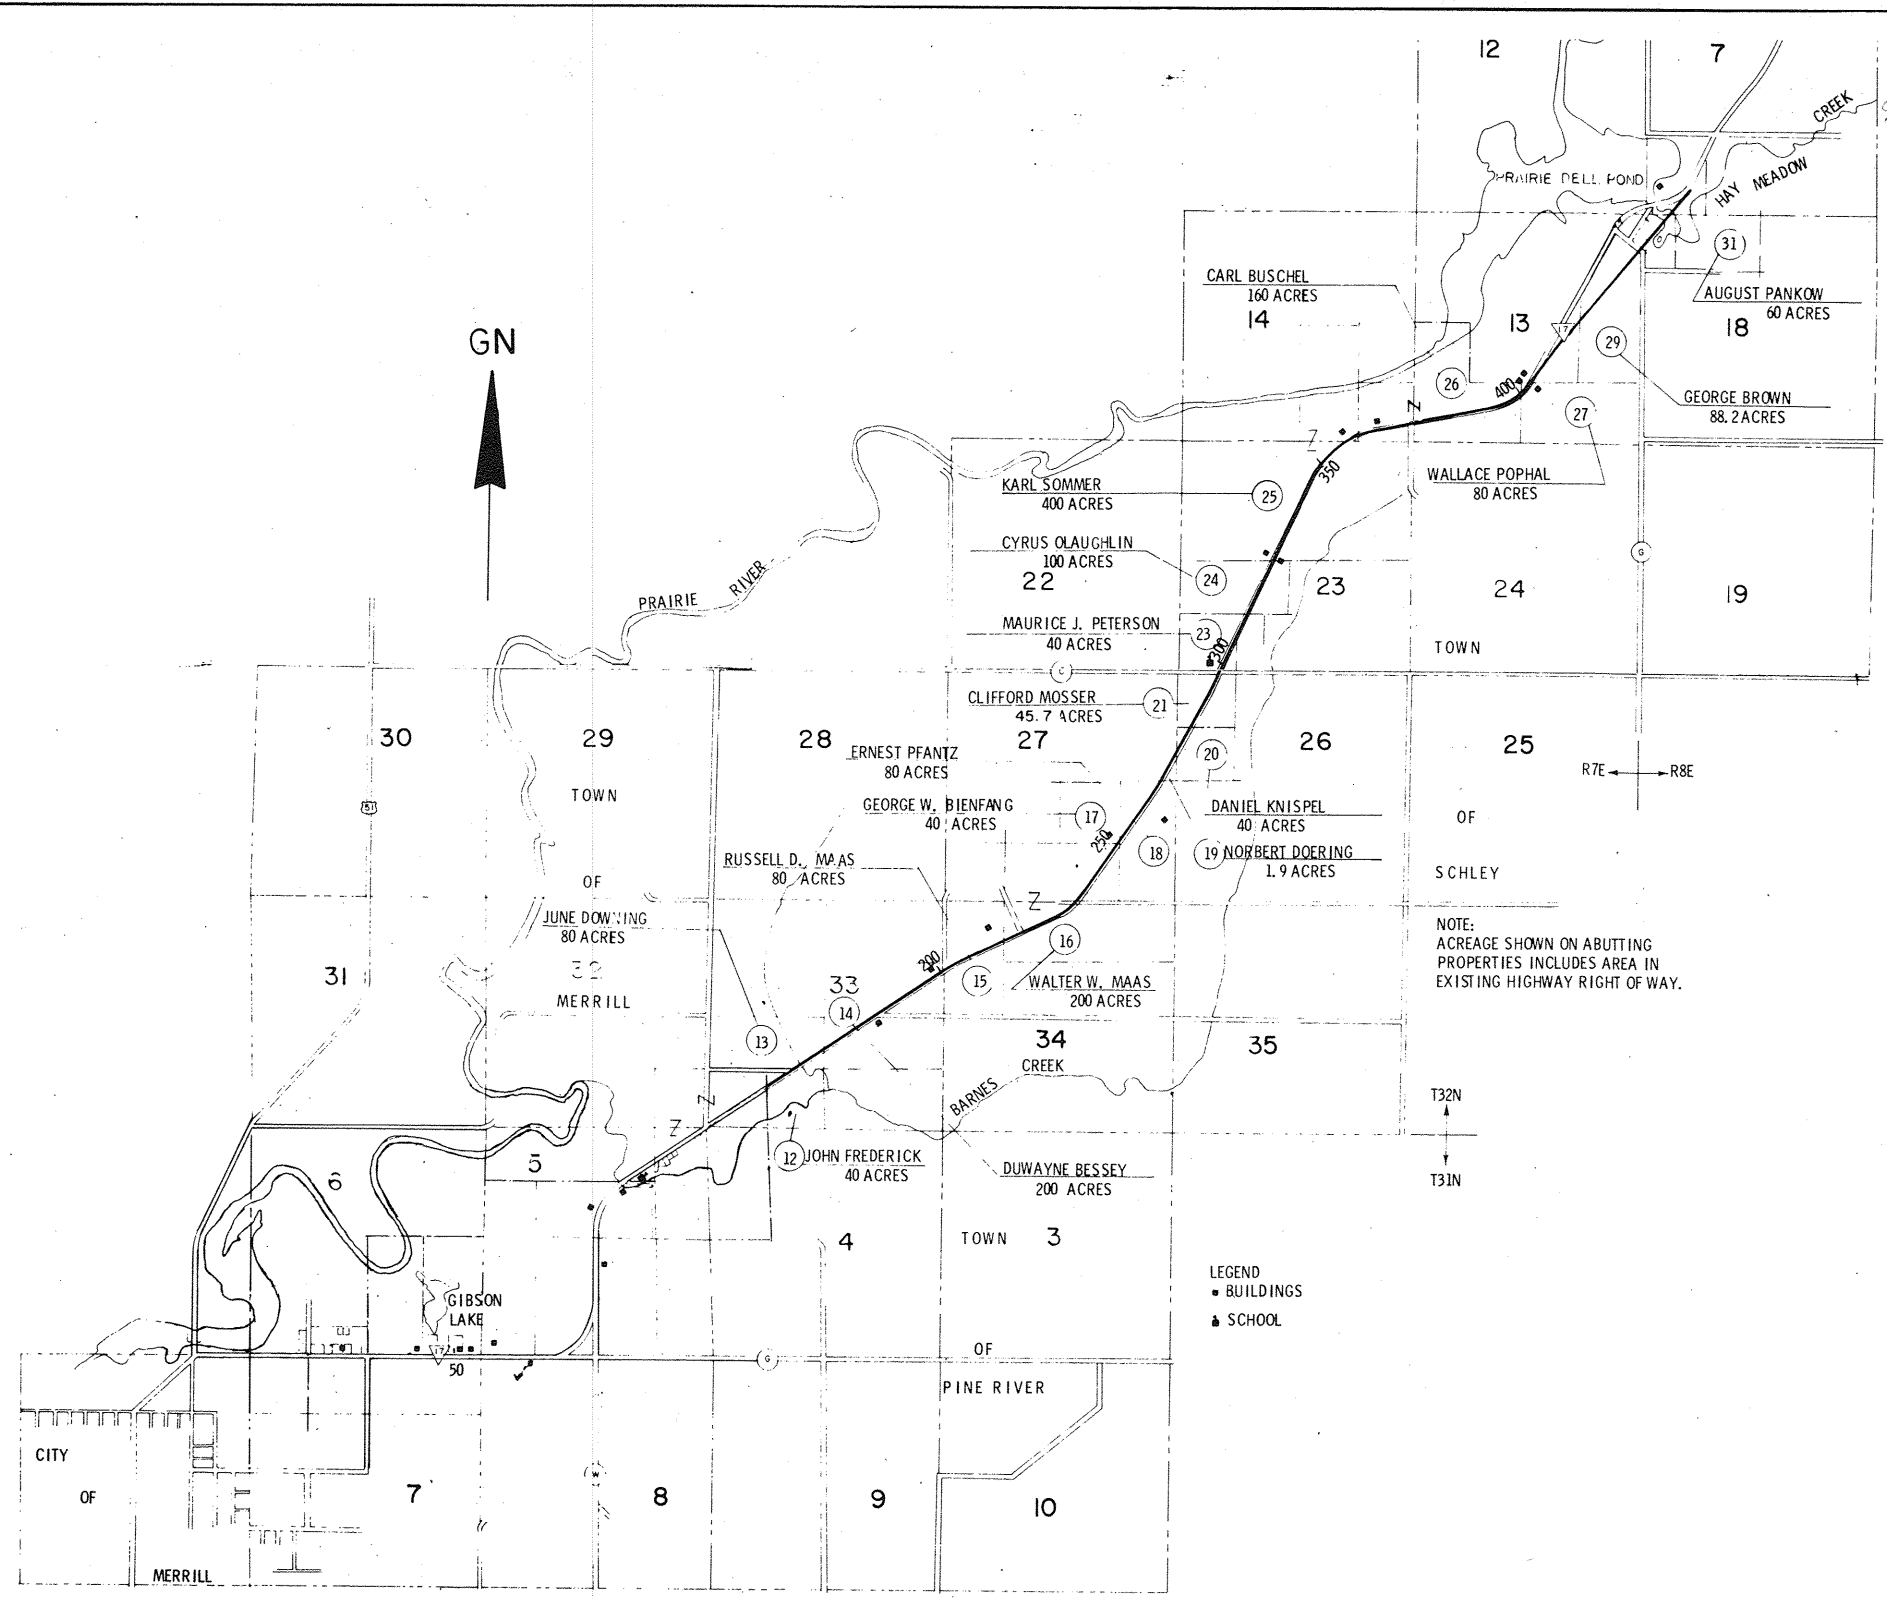 12
7
CREEK
HAY MEADOW
PRAIRIE DELL POND
31
CARL BUSCHEL
160 ACRES
14
13
17
AUGUST PANKOW
60 ACRES
18
29
GN
26
400
GEORGE BROWN
88.2 ACRES
27
350
WALLACE POPHAL
80 ACRES
KARL SOMMER
400 ACRES
25
CYRUS OLAUGHLIN
100 ACRES
24
22
23
24
19
G
PRAIRIE RIVER
MAURICE J. PETERSON
40 ACRES
23
300
TOWN
CLIFFORD MOSSER
45.7 ACRES
21
30
29
28
27
26
25
20
ERNEST PFANTZ
80 ACRES
R7E
R8E
TOWN
51
GEORGE W. BIENFANG
40 ACRES
17
250
18
DANIEL KNISPEL
40 ACRES
19
NORBERT DOERING
1.9 ACRES
OF
SCHLEY
RUSSELL D. MAAS
80 ACRES
OF
JUNE DOWNING
80 ACRES
NOTE:
ACREAGE SHOWN ON ABUTTING
PROPERTIES INCLUDES AREA IN
EXISTING HIGHWAY RIGHT OF WAY.
16
200
15
31
32
33
MERRILL
WALTER W. MAAS
200 ACRES
14
13
34
35
CREEK
BARNES
T32N
T31N
12
JOHN FREDERICK
40 ACRES
DUWAYNE BESSEY
200 ACRES
6
5
4
TOWN
3
LEGEND
BUILDINGS
SCHOOL
GIBSON
LAKE
17
50
G
OF
PINE RIVER
CITY
OF
MERRILL
7
W
8
9
10